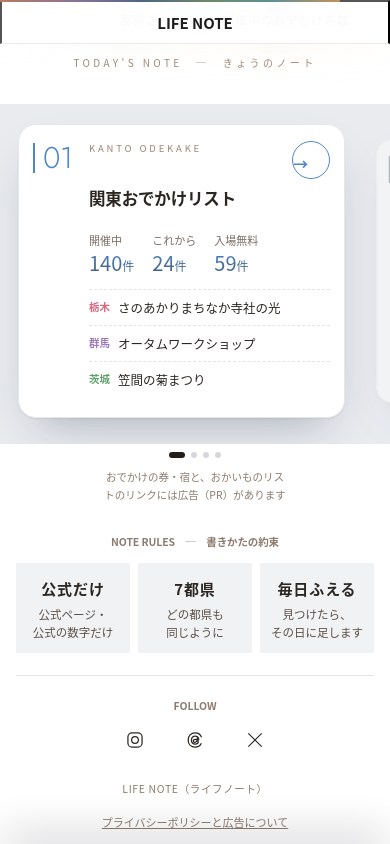 LIFE NOTE
TODAY'S NOTE — きょうのノート
01
KANTO ODEKAKE
→
関東おでかけリスト
開催中 これから 入場無料
140件 24件 59件
栃木 さのあかりまちなか寺社の光
群馬 オータムワークショップ
茨城 笠間の菊まつり
おでかけの券・宿と、おかいものリス
トのリンクには広告（PR）があります
NOTE RULES — 書きかたの約束
公式だけ
公式ページ・
公式の数字だけ
7都県
どの都県も
同じように
毎日ふえる
見つけたら、
その日に足します
FOLLOW
LIFE NOTE（ライフノート）
プライバシーポリシーと広告について